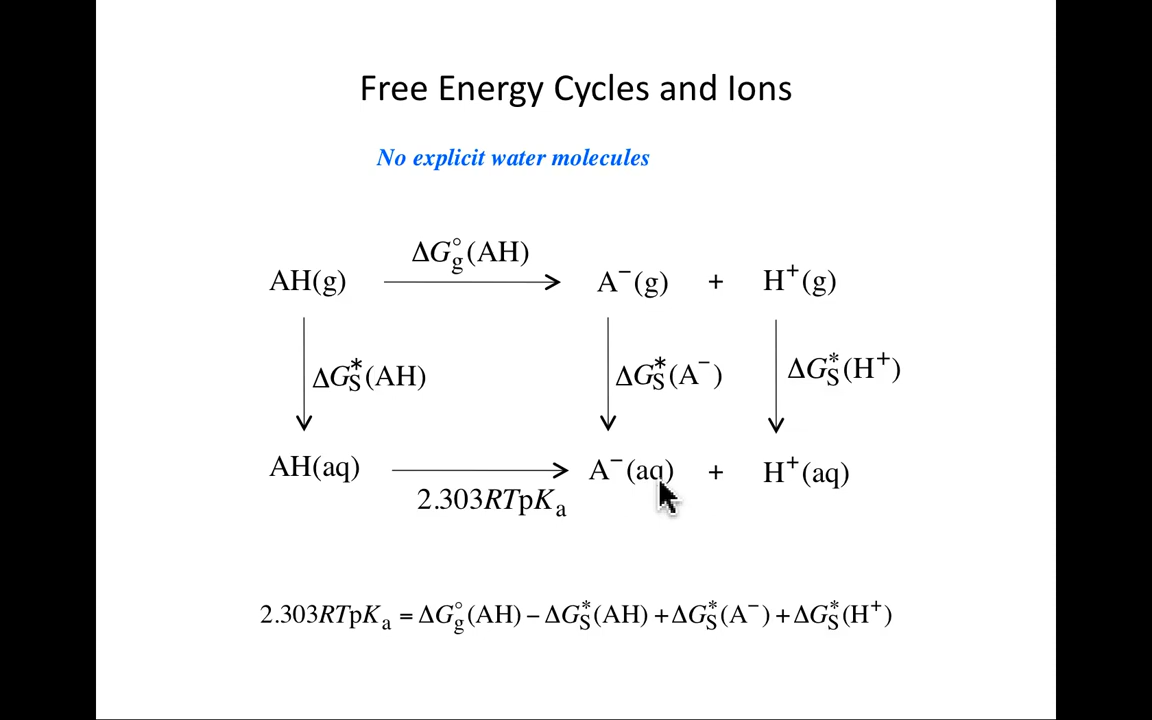 Free Energy Cycles and Ions
No explicit water molecules
ΔG°g(AH)
AH(g) A⁻(g) + H⁺(g)
ΔG*S(AH) ΔG*S(A⁻) ΔG*S(H⁺)
AH(aq) A⁻(aq) + H⁺(aq)
2.303RTpKa
2.303RTpKa = ΔG°g(AH) − ΔG*S(AH) + ΔG*S(A⁻) + ΔG*S(H⁺)